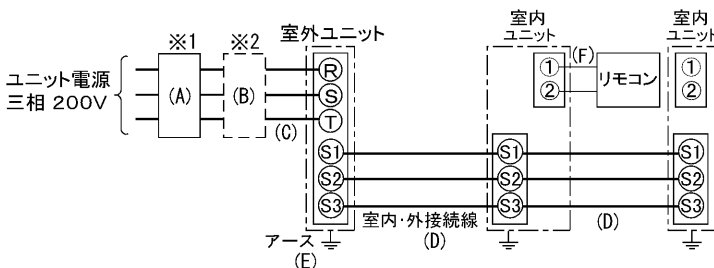 ※1
※2
室外ユニット
室内
ユニット
室内
ユニット
ユニット電源
三相 200V
(A)
(B)
(C)
R
S
T
S1
S2
S3
①
②
(F)
リモコン
①
②
S1
S2
S3
S1
S2
S3
室内・外接続線
(D)
(D)
アース
(E)